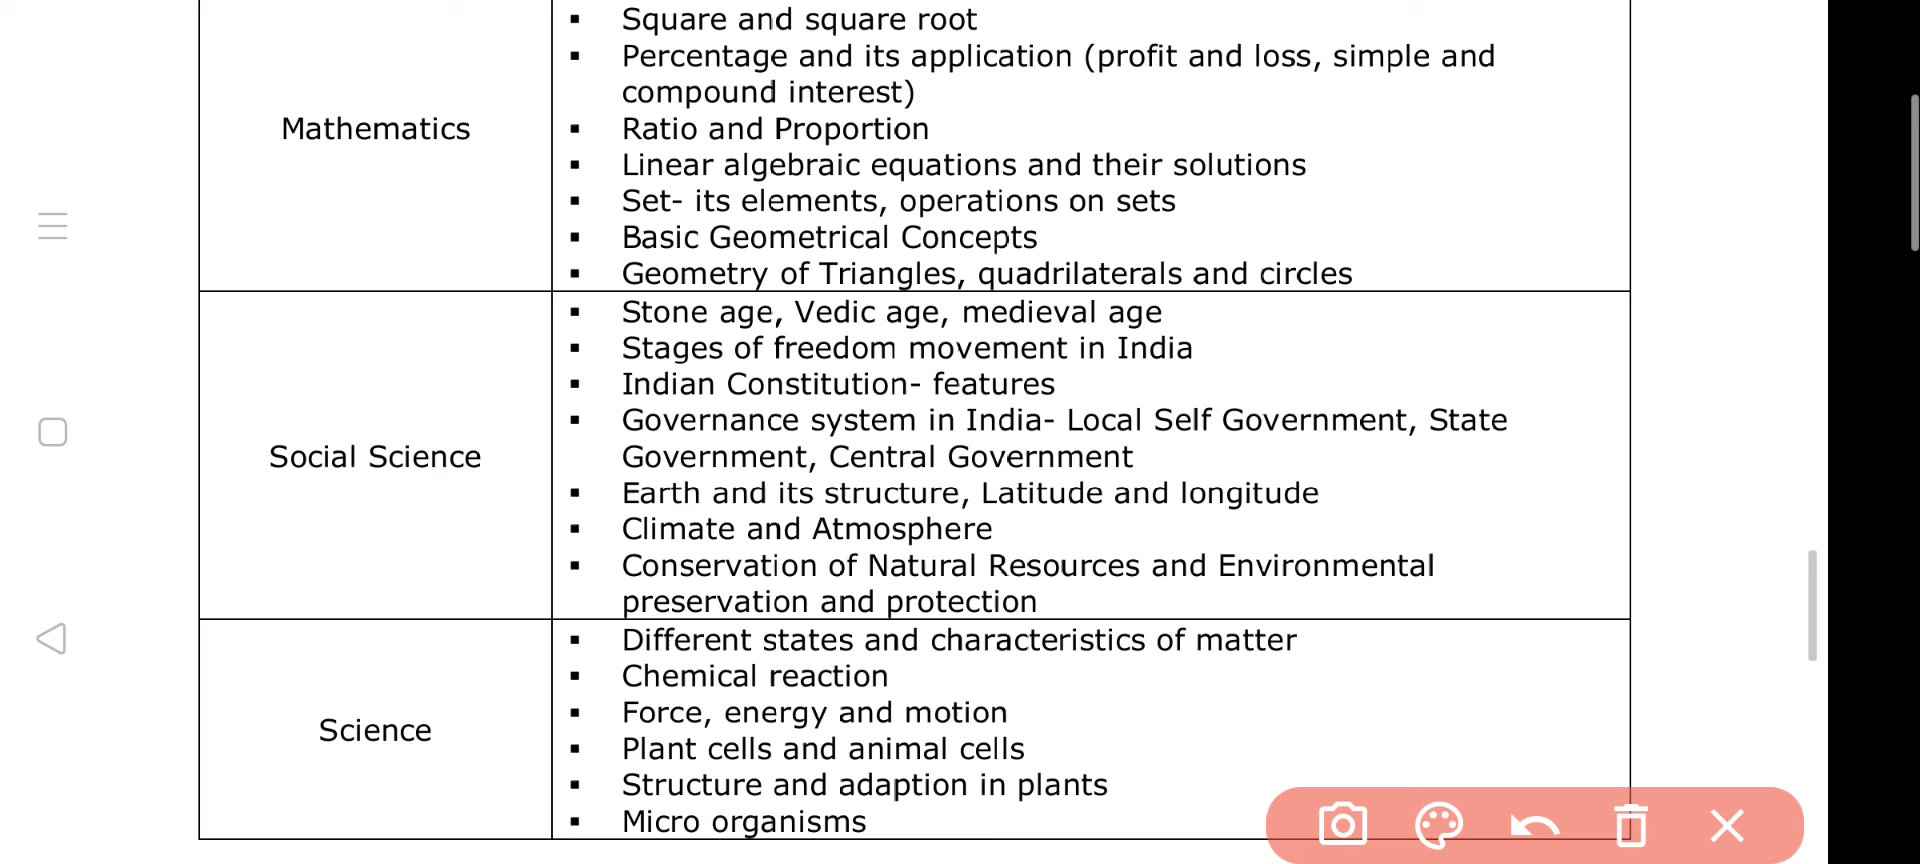 ▪ Square and square root
▪ Percentage and its application (profit and loss, simple and
compound interest)
Mathematics
▪ Ratio and Proportion
▪ Linear algebraic equations and their solutions
▪ Set- its elements, operations on sets
▪ Basic Geometrical Concepts
▪ Geometry of Triangles, quadrilaterals and circles
▪ Stone age, Vedic age, medieval age
▪ Stages of freedom movement in India
▪ Indian Constitution- features
▪ Governance system in India- Local Self Government, State
Social Science
Government, Central Government
▪ Earth and its structure, Latitude and longitude
▪ Climate and Atmosphere
▪ Conservation of Natural Resources and Environmental
preservation and protection
▪ Different states and characteristics of matter
▪ Chemical reaction
▪ Force, energy and motion
Science
▪ Plant cells and animal cells
▪ Structure and adaption in plants
▪ Micro organisms